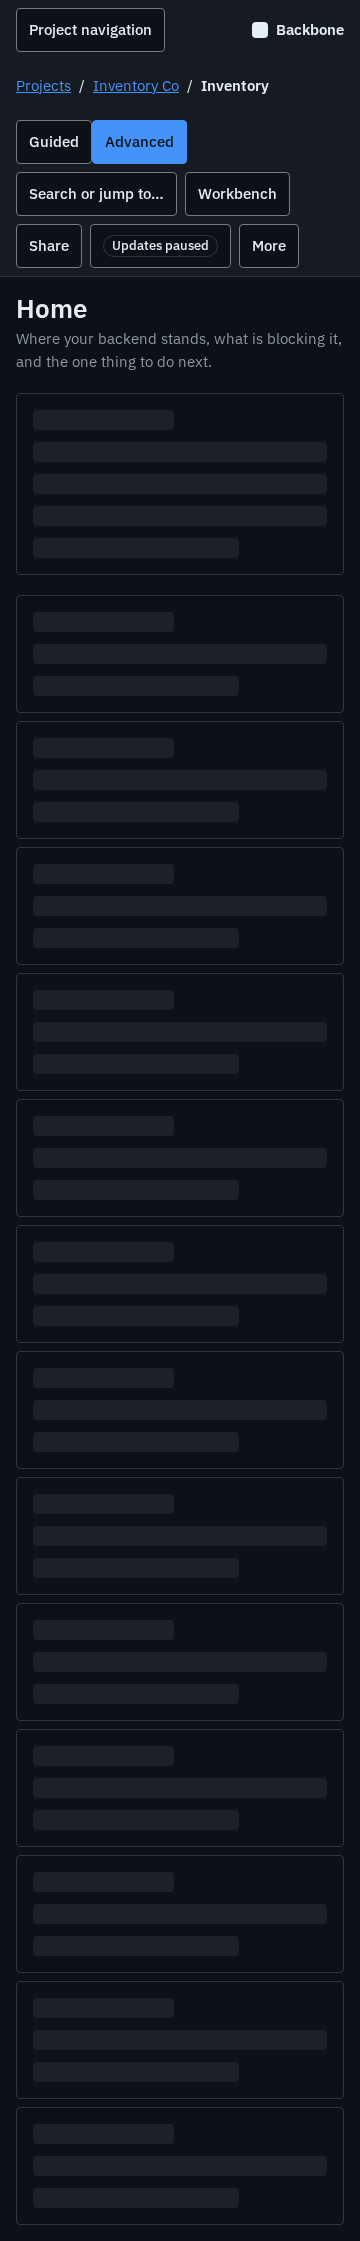 Project navigation Backbone
Projects / Inventory Co / Inventory
Guided Advanced
Search or jump to... Workbench
Share Updates paused More
Home
Where your backend stands, what is blocking it,
and the one thing to do next.